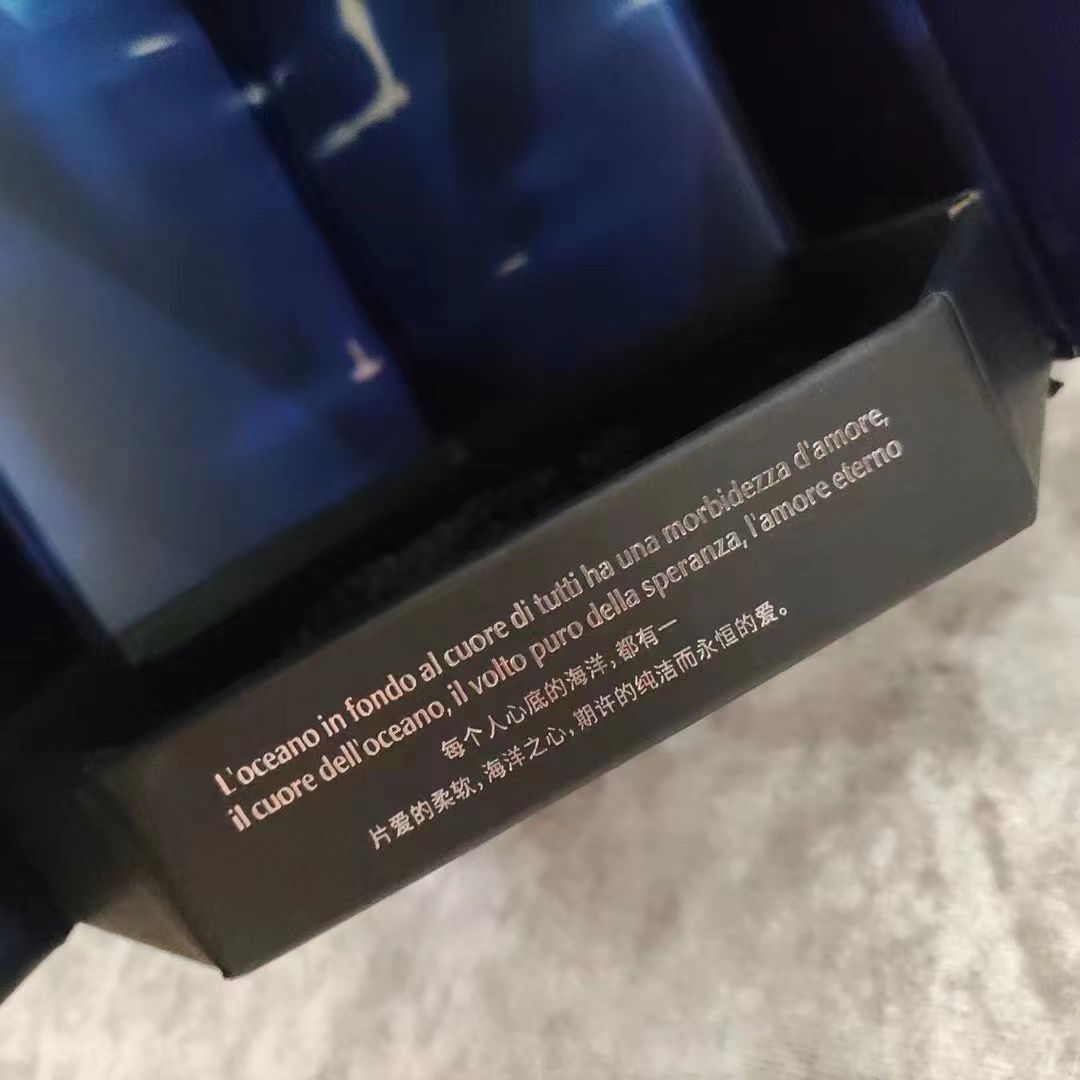 L'oceano in fondo al cuore di tutti ha una morbidezza d'amore,
il cuore dell'oceano, il volto puro della speranza, l'amore eterno
每个人心底的海洋,都有一
片爱的柔软,海洋之心,期许的纯洁而永恒的爱。